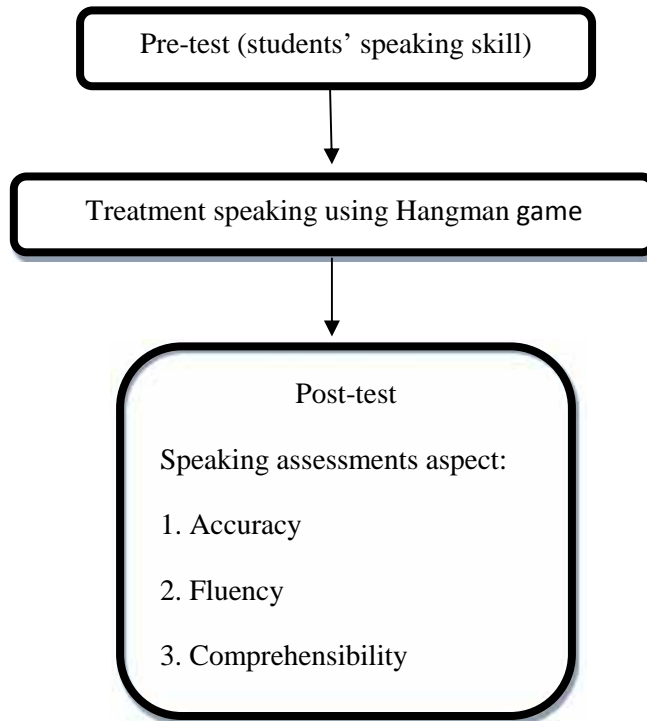 Pre-test (students’ speaking skill)
Treatment speaking using Hangman game
Post-test
Speaking assessments aspect:
1. Accuracy
2. Fluency
3. Comprehensibility